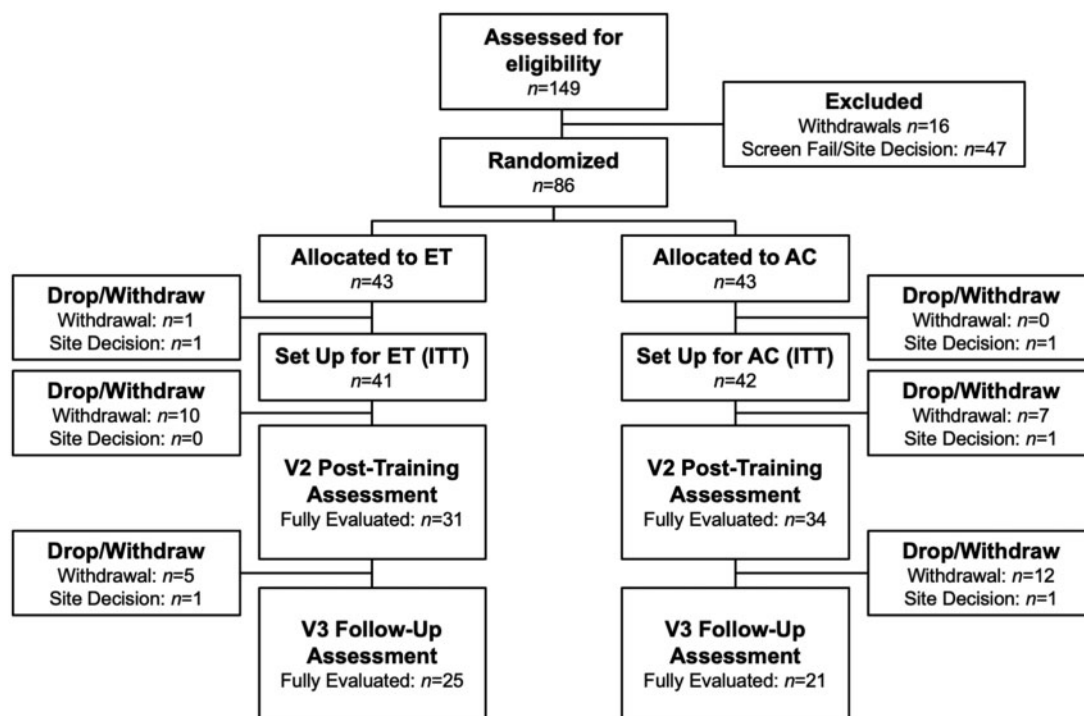 Assessed for
eligibility
n=149
Excluded
Withdrawals n=16
Screen Fail/Site Decision: n=47
Randomized
n=86
Allocated to ET
n=43
Allocated to AC
n=43
Drop/Withdraw
Withdrawal: n=1
Site Decision: n=1
Drop/Withdraw
Withdrawal: n=0
Site Decision: n=1
Set Up for ET (ITT)
n=41
Set Up for AC (ITT)
n=42
Drop/Withdraw
Withdrawal: n=10
Site Decision: n=0
Drop/Withdraw
Withdrawal: n=7
Site Decision: n=1
V2 Post-Training
Assessment
Fully Evaluated: n=31
V2 Post-Training
Assessment
Fully Evaluated: n=34
Drop/Withdraw
Withdrawal: n=5
Site Decision: n=1
Drop/Withdraw
Withdrawal: n=12
Site Decision: n=1
V3 Follow-Up
Assessment
Fully Evaluated: n=25
V3 Follow-Up
Assessment
Fully Evaluated: n=21